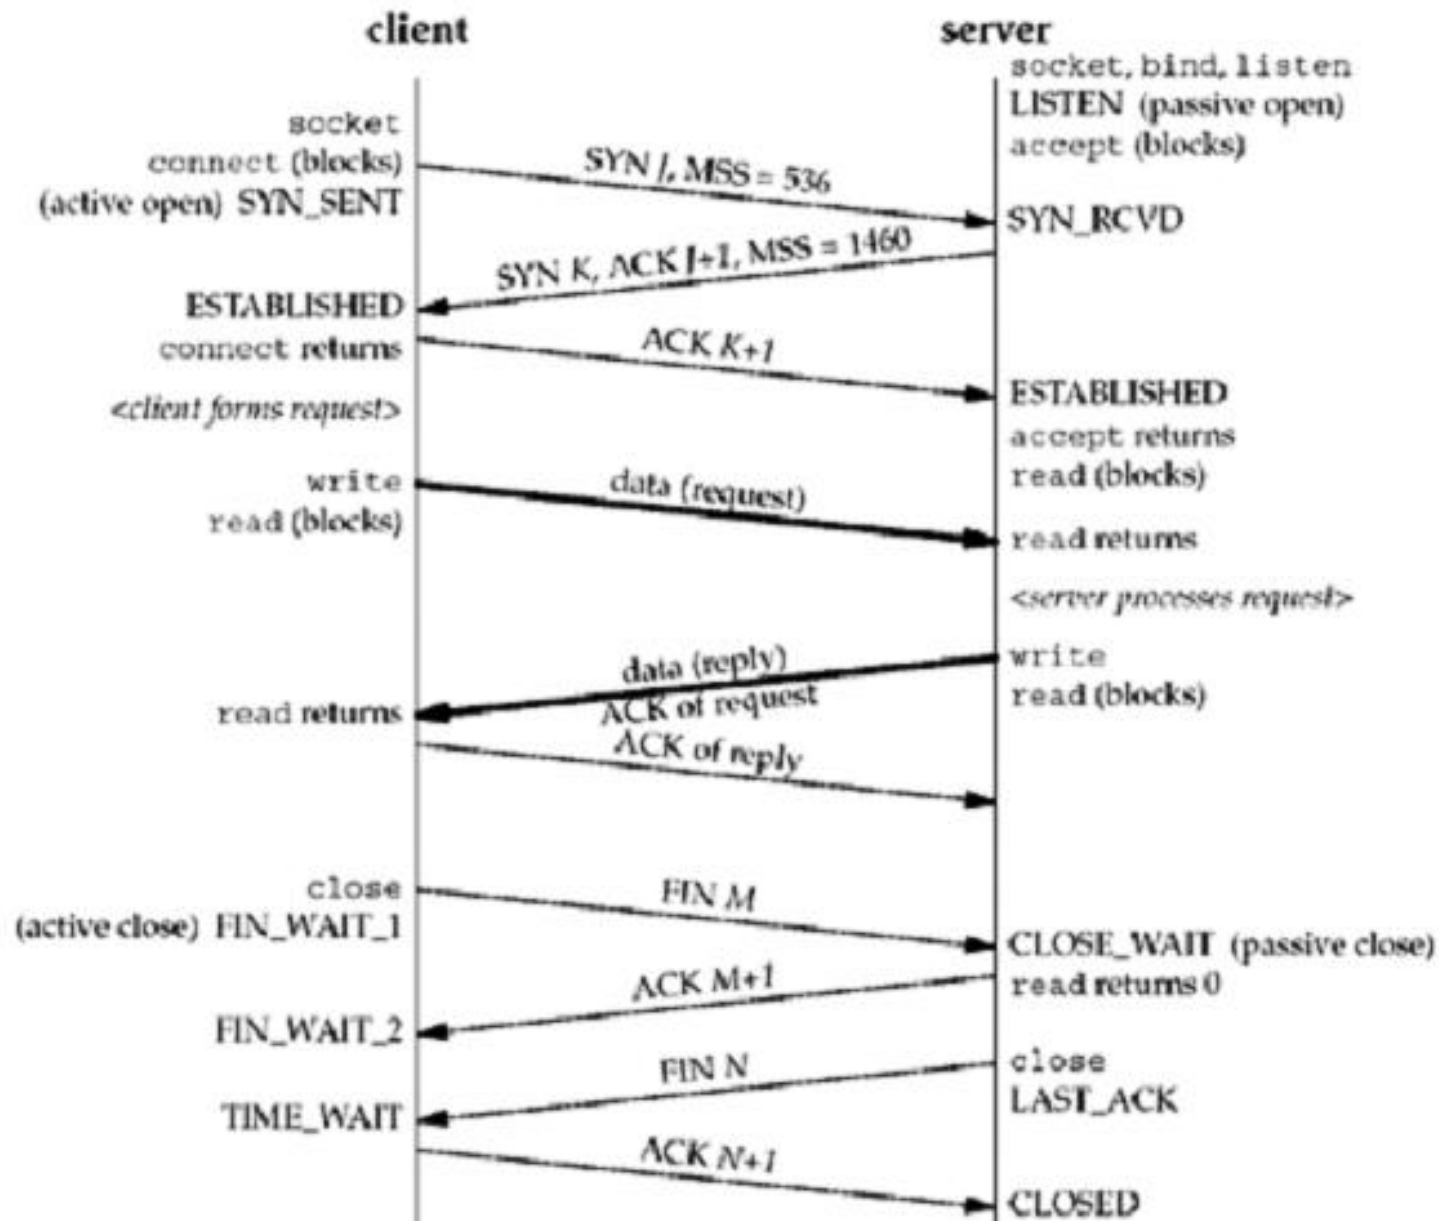 client
server
socket, bind, listen
LISTEN (passive open)
accept (blocks)
socket
connect (blocks)
(active open) SYN_SENT
SYN J, MSS = 536
SYN_RCVD
SYN K, ACK J+1, MSS = 1460
ESTABLISHED
connect returns
ACK K+1
ESTABLISHED
<client forms request>
accept returns
read (blocks)
write
read (blocks)
data (request)
read returns
<server processes request>
write
read (blocks)
data (reply)
ACK of request
read returns
ACK of reply
close
(active close) FIN_WAIT_1
FIN M
CLOSE_WAIT (passive close)
read returns 0
ACK M+1
FIN_WAIT_2
close
LAST_ACK
FIN N
TIME_WAIT
ACK N+1
CLOSED